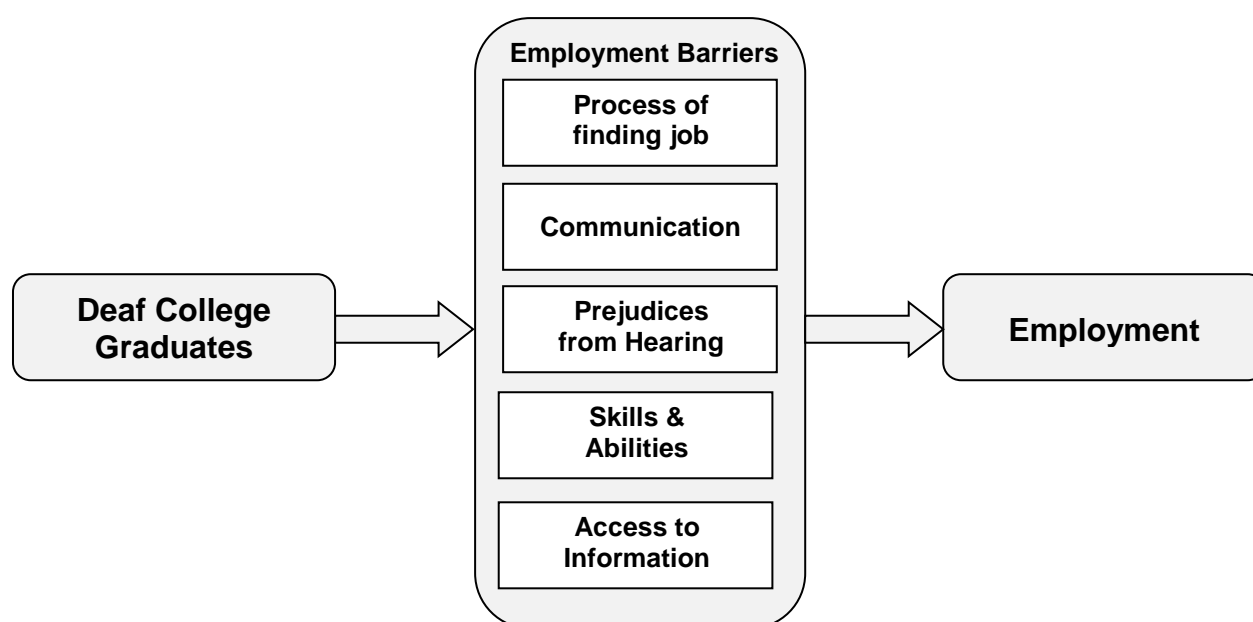 Employment Barriers
Process of
finding job
Communication
Prejudices
from Hearing
Skills &
Abilities
Access to
Information
Deaf College
Graduates
Employment